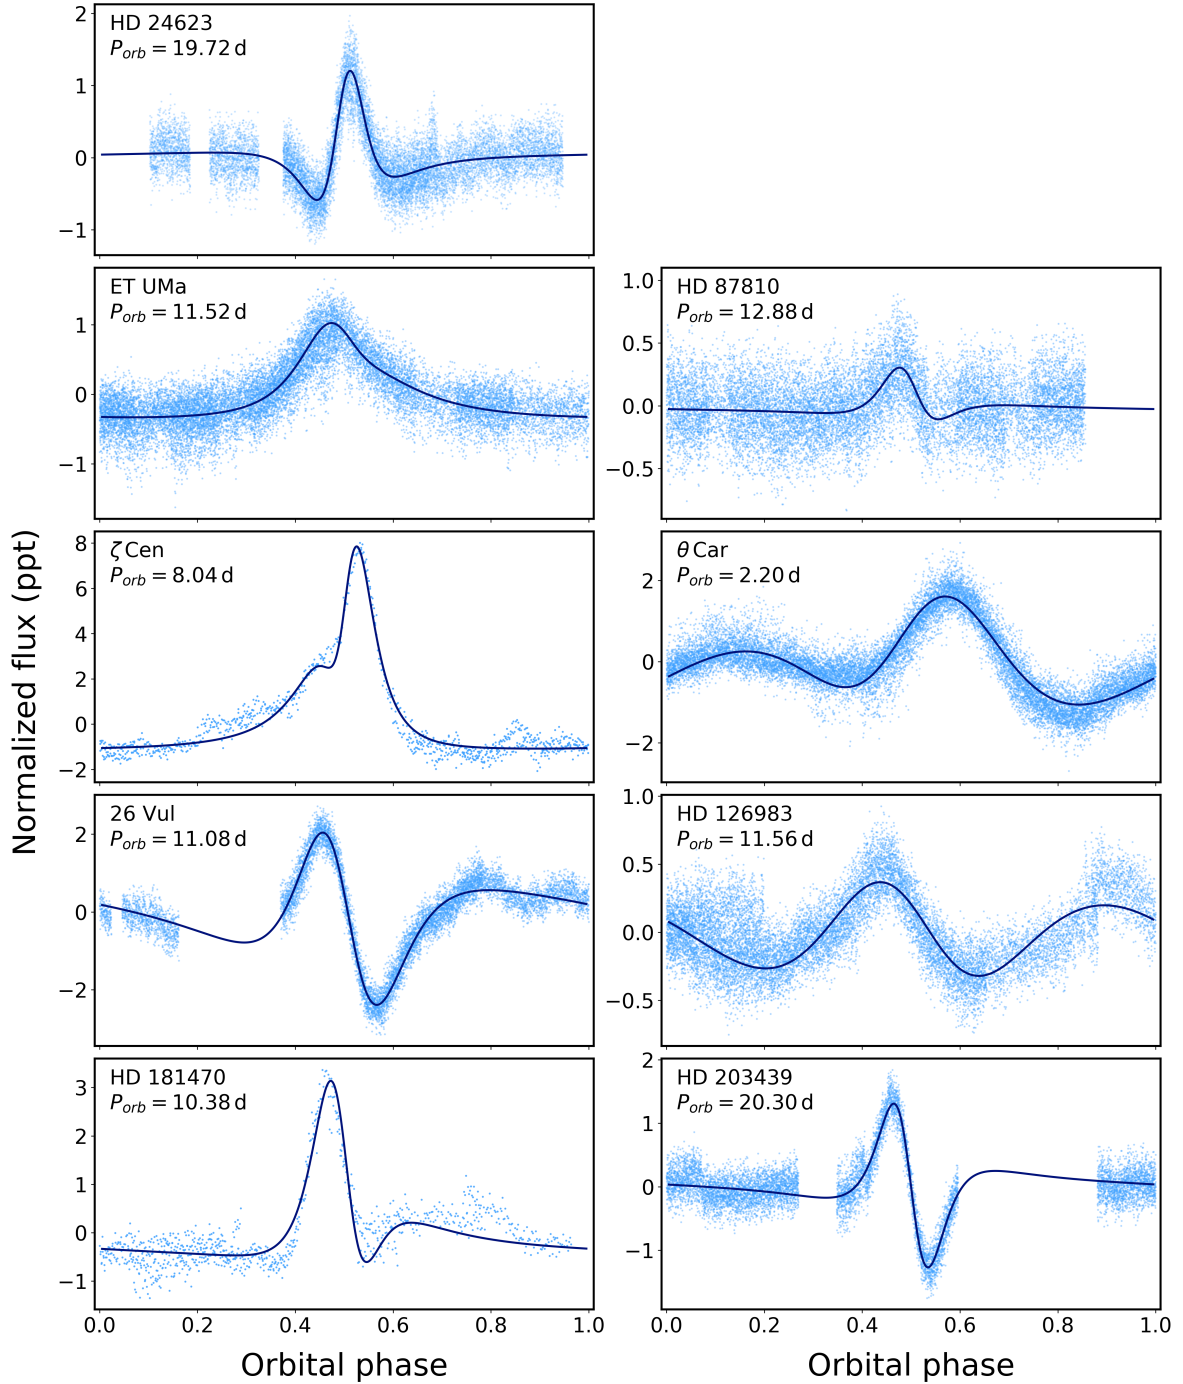 HD 24623
P_orb = 19.72 d
2
1
0
−1
ET UMa
P_orb = 11.52 d
1
0
−1
HD 87810
P_orb = 12.88 d
1.0
0.5
0.0
−0.5
ζ Cen
P_orb = 8.04 d
8
6
4
2
0
−2
θ Car
P_orb = 2.20 d
2
0
−2
26 Vul
P_orb = 11.08 d
2
0
−2
HD 126983
P_orb = 11.56 d
1.0
0.5
0.0
−0.5
HD 181470
P_orb = 10.38 d
3
2
1
0
−1
HD 203439
P_orb = 20.30 d
2
1
0
−1
0.0 0.2 0.4 0.6 0.8 1.0
0.0 0.2 0.4 0.6 0.8 1.0
Orbital phase
Orbital phase
Normalized flux (ppt)